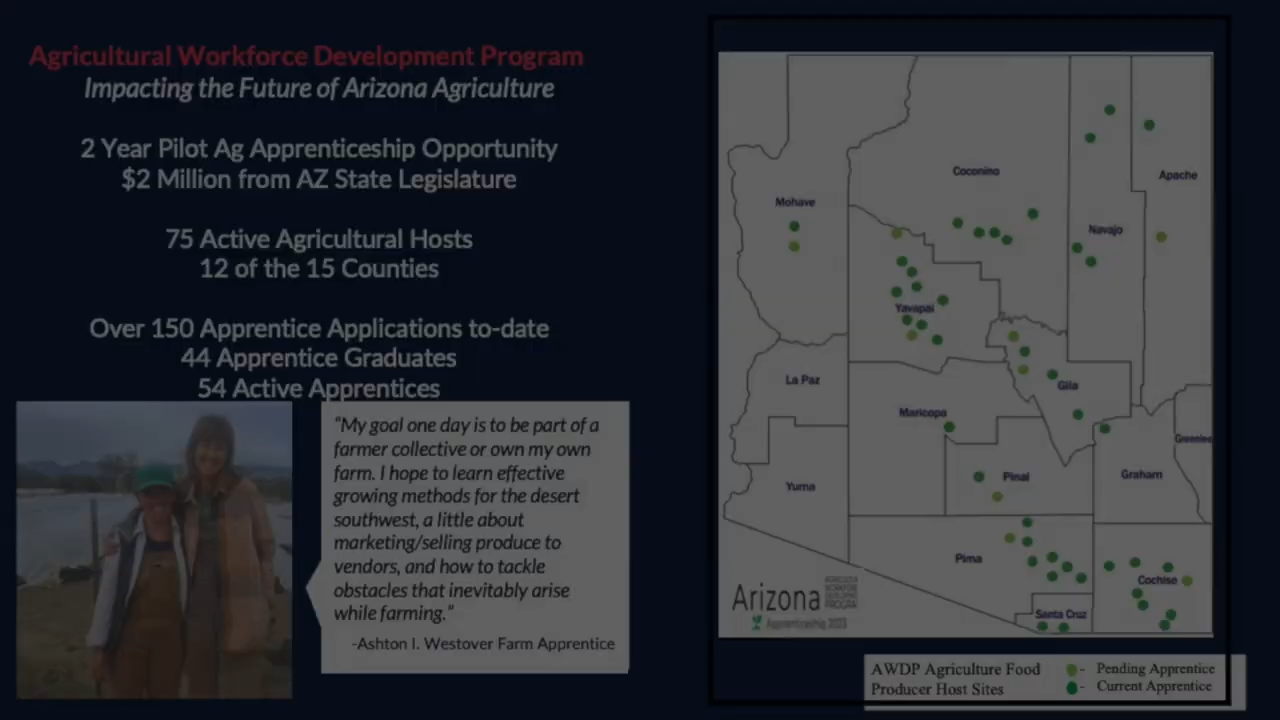 Agricultural Workforce Development Program
Impacting the Future of Arizona Agriculture
2 Year Pilot Ag Apprenticeship Opportunity
$2 Million from AZ State Legislature
75 Active Agricultural Hosts
12 of the 15 Counties
Over 150 Apprentice Applications to-date
44 Apprentice Graduates
54 Active Apprentices
“My goal one day is to be part of a
farmer collective or own my own
farm. I hope to learn effective
growing methods for the desert
southwest, a little about
marketing/selling produce to
vendors, and how to tackle
obstacles that inevitably arise
while farming.”
-Ashton I. Westover Farm Apprentice
Coconino
Apache
Mohave
Navajo
Yavapai
La Paz
Gila
Maricopa
Greenlee
Yuma
Pinal
Graham
Pima
Cochise
Santa Cruz
Arizona
Apprenticeship 2023
AWDP Agriculture Food
Producer Host Sites
- Pending Apprentice
- Current Apprentice